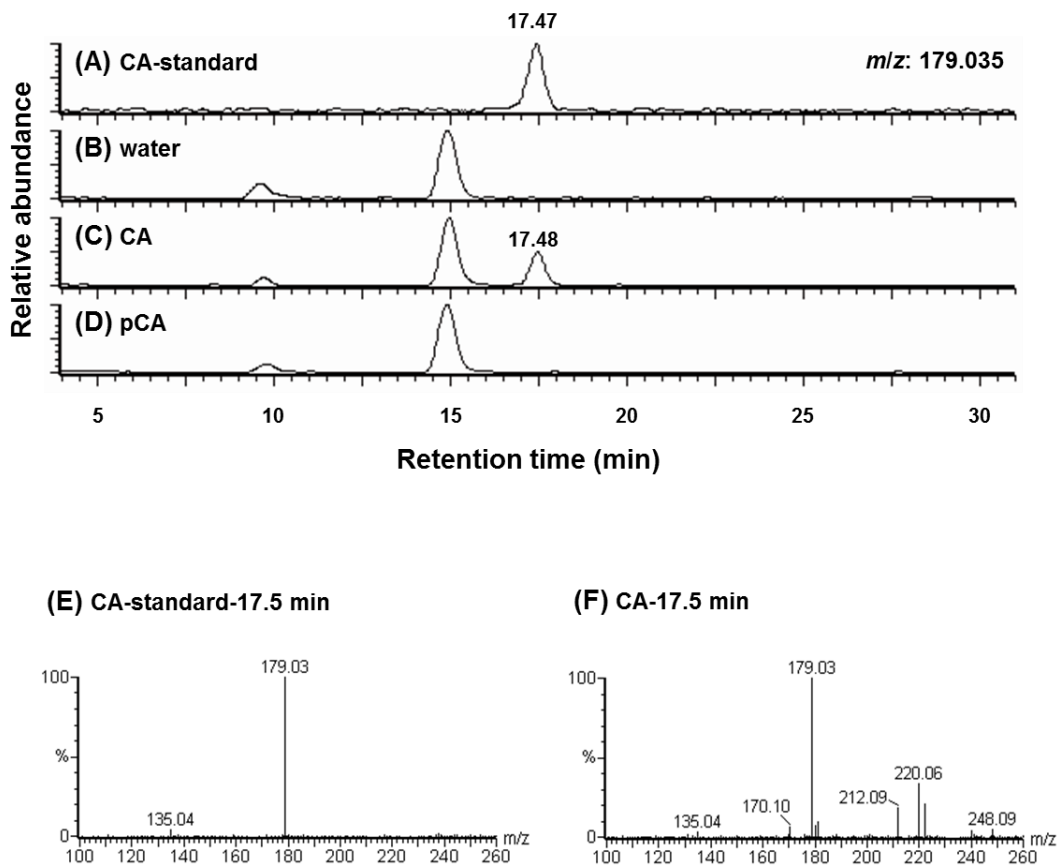 17.47
(A) CA-standard
m/z: 179.035
(B) water
(C) CA
17.48
(D) pCA
Relative abundance
5 10 15 20 25 30
Retention time (min)
(E) CA-standard-17.5 min
(F) CA-17.5 min
100
179.03
%
135.04
0
m/z
100 120 140 160 180 200 220 240 260
100
179.03
220.06
%
212.09
170.10
248.09
135.04
0
m/z
100 120 140 160 180 200 220 240 260